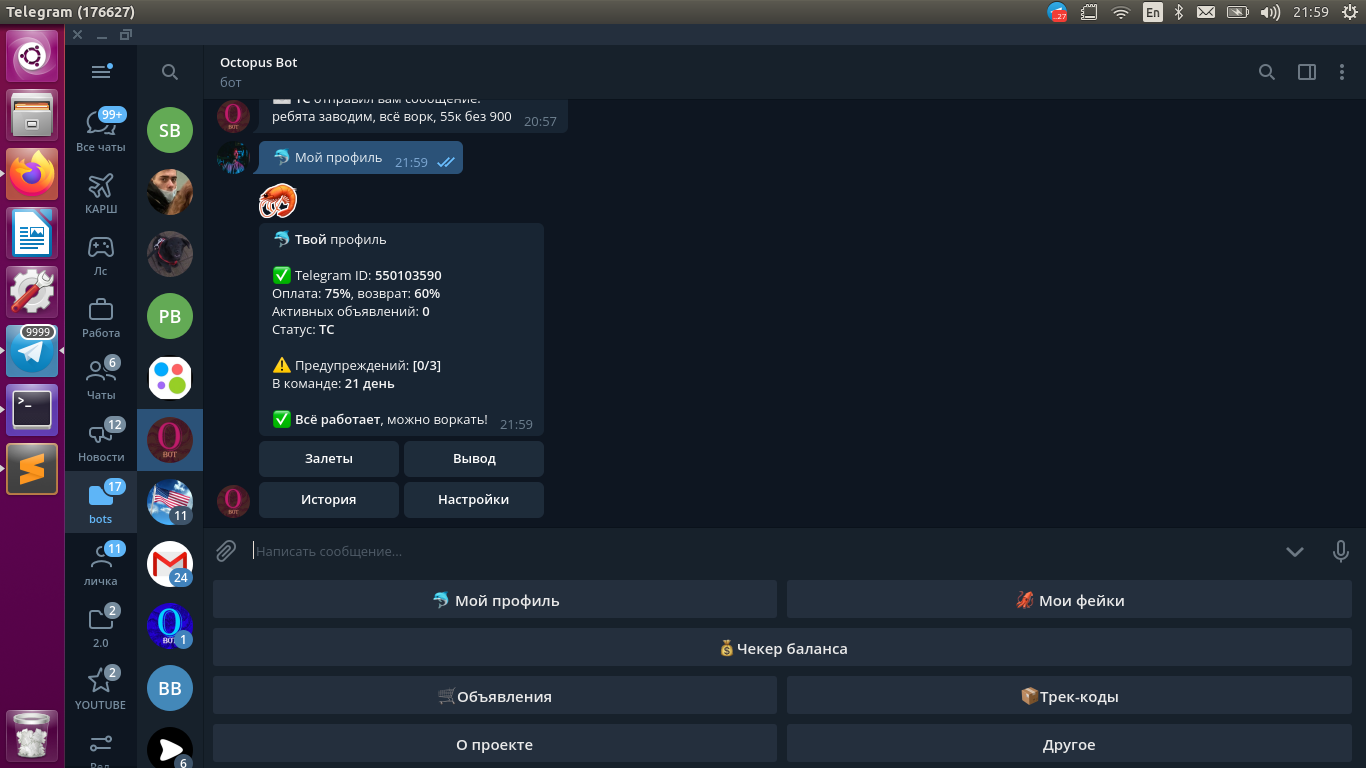 Telegram (176627)
27
En
21:59
Octopus Bot
бот
99+
Все чаты
SB
ТС отправил вам сообщение:
ребята заводим, всё ворк, 55к без 900
20:57
🐬 Мой профиль
21:59
КАРШ
🐬 Твой профиль
✅ Telegram ID: 550103590
Оплата: 75%, возврат: 60%
Активных объявлений: 0
Статус: ТС
⚠️ Предупреждений: [0/3]
В команде: 21 день
✅ Всё работает, можно воркать!
21:59
Лс
Работа
PB
9999
6
Чаты
12
Новости
O
BOT
Залеты
Вывод
История
Настройки
17
bots
11
Написать сообщение...
11
личка
24
🐬 Мой профиль
🦑 Мои фейки
2
2.0
O
BOT
1
💰Чекер баланса
2
YOUTUBE
BB
🛒Объявления
📦Трек-коды
О проекте
Другое
6